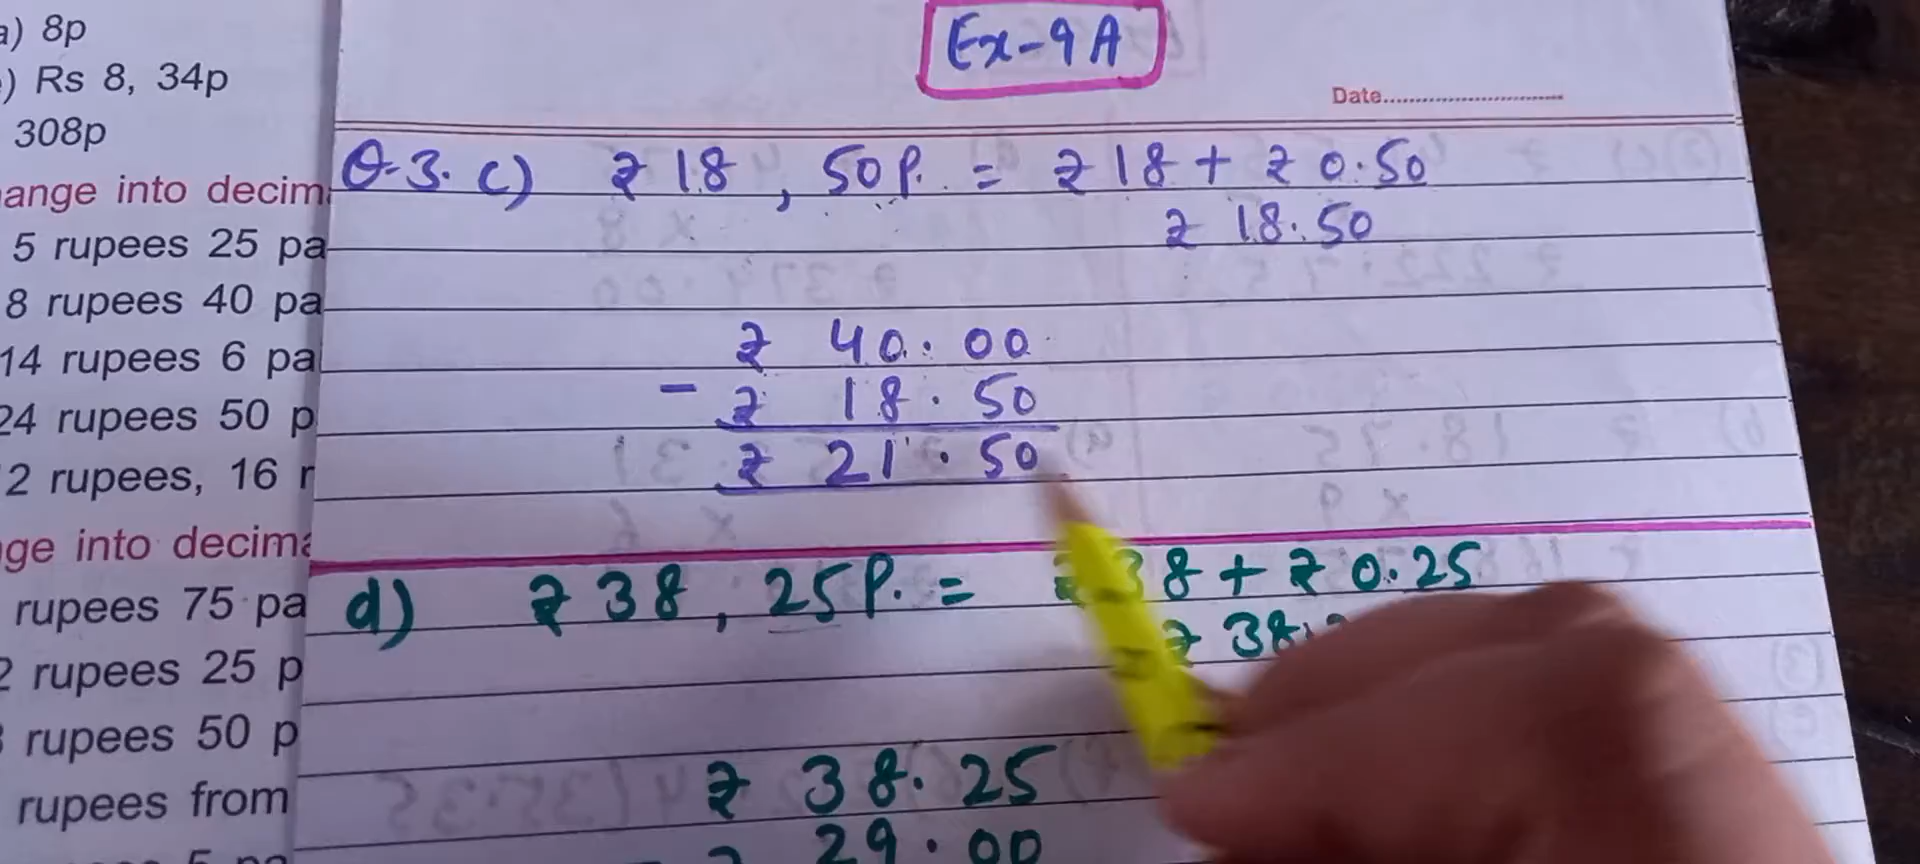 a) 8p
) Rs 8, 34p
308p
ange into decim
5 rupees 25 pa
8 rupees 40 pa
14 rupees 6 pa
24 rupees 50 p
2 rupees, 16
ge into decima
rupees 75 pa
2 rupees 25 p
rupees 50 p
rupees from
Ex-9A
Date
Q-3. c) ₹ 18, 50P. = ₹ 18 + ₹ 0.50
₹ 18.50
₹ 40.00
- ₹ 18.50
₹ 21.50
d) ₹ 38, 25P. = ₹ 38 + ₹ 0.25
₹ 38.
₹ 38.25
₹ 29.00